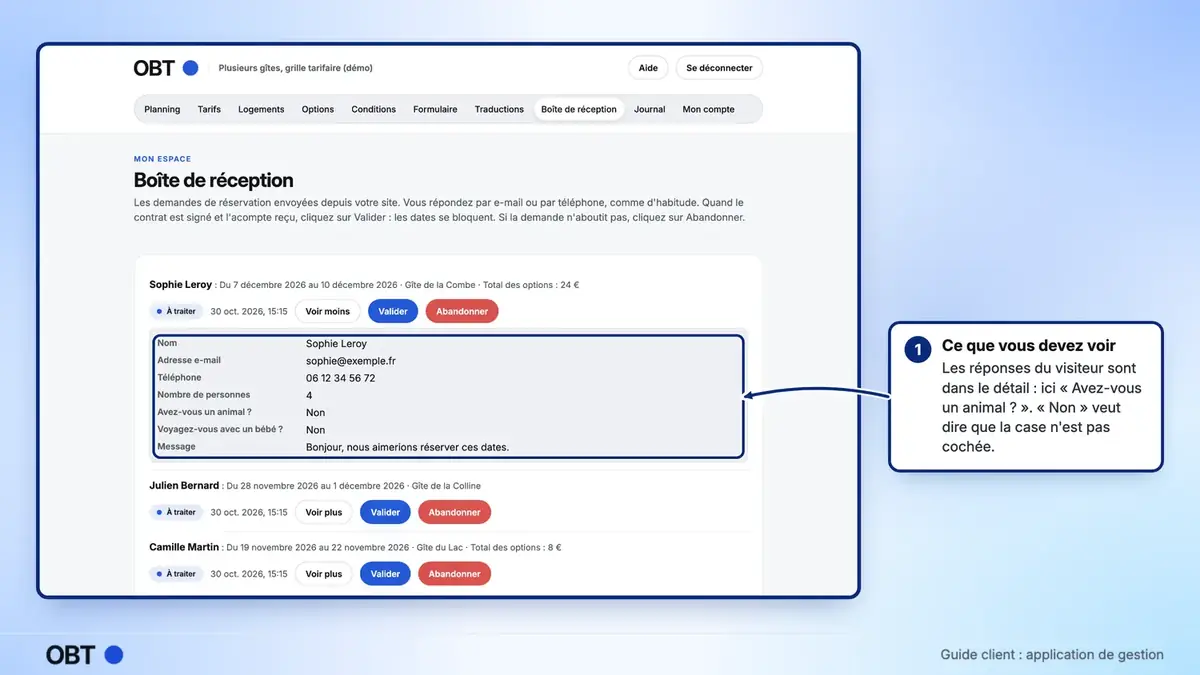 OBT
Plusieurs gîtes, grille tarifaire (démo)
Aide
Se déconnecter
Planning
Tarifs
Logements
Options
Conditions
Formulaire
Traductions
Boîte de réception
Journal
Mon compte
MON ESPACE
Boîte de réception
Les demandes de réservation envoyées depuis votre site. Vous répondez par e-mail ou par téléphone, comme d'habitude. Quand le
contrat est signé et l'acompte reçu, cliquez sur Valider : les dates se bloquent. Si la demande n'aboutit pas, cliquez sur Abandonner.
Sophie Leroy : Du 7 décembre 2026 au 10 décembre 2026 · Gîte de la Combe · Total des options : 24 €
À traiter 30 oct. 2026, 15:15 Voir moins Valider Abandonner
Nom Sophie Leroy
Adresse e-mail sophie@exemple.fr
Téléphone 06 12 34 56 72
Nombre de personnes 4
Avez-vous un animal ? Non
Voyagez-vous avec un bébé ? Non
Message Bonjour, nous aimerions réserver ces dates.
Julien Bernard : Du 28 novembre 2026 au 1 décembre 2026 · Gîte de la Colline
À traiter 30 oct. 2026, 15:15 Voir plus Valider Abandonner
Camille Martin : Du 19 novembre 2026 au 22 novembre 2026 · Gîte du Lac · Total des options : 8 €
À traiter 30 oct. 2026, 15:15 Voir plus Valider Abandonner
1 Ce que vous devez voir
Les réponses du visiteur sont
dans le détail : ici « Avez-vous
un animal ? ». « Non » veut
dire que la case n'est pas
cochée.
OBT
Guide client : application de gestion